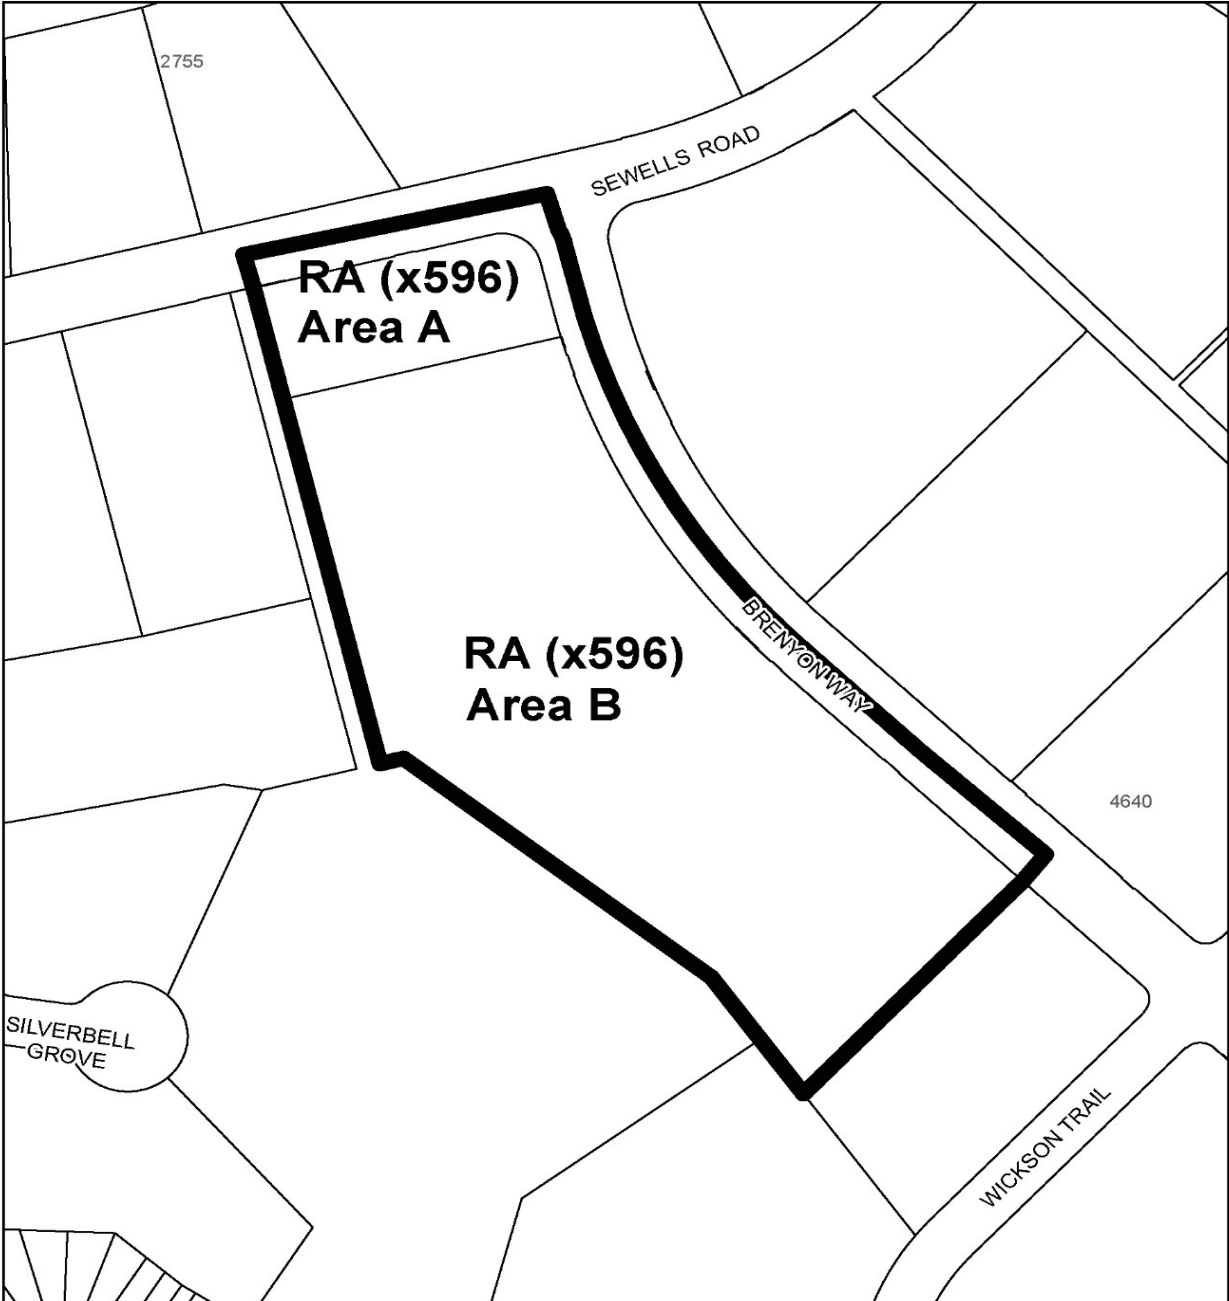 2755
SEWELLS ROAD
RA (x596)
Area A
RA (x596)
Area B
BRENYON WAY
4640
SILVERBELL
GROVE
WICKSON TRAIL